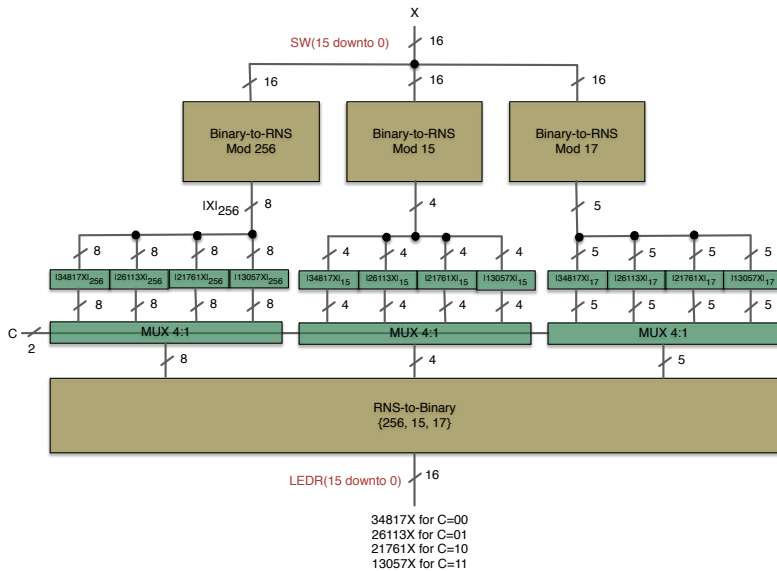 X
SW(15 downto 0)
16
16
16
16
Binary-to-RNS
Mod 256
Binary-to-RNS
Mod 15
Binary-to-RNS
Mod 17
|X|256
8
4
5
8
8
8
8
4
4
4
4
5
5
5
5
|34817X|256
|26113X|256
|21761X|256
|13057X|256
|34817X|15
|26113X|15
|21761X|15
|13057X|15
|34817X|17
|26113X|17
|21761X|17
|13057X|17
8
8
8
8
4
4
4
4
5
5
5
5
C
2
MUX 4:1
MUX 4:1
MUX 4:1
8
4
5
RNS-to-Binary
{256, 15, 17}
LEDR(15 downto 0)
16
34817X for C=00
26113X for C=01
21761X for C=10
13057X for C=11